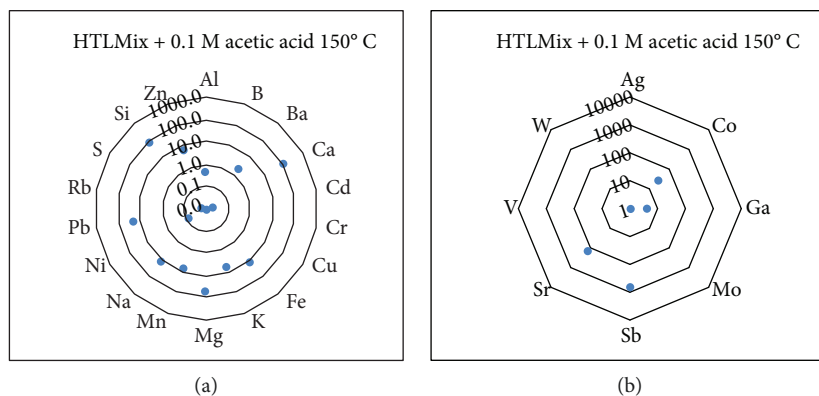 HTLMix + 0.1 M acetic acid 150° C
Al
B
Ba
Ca
Cd
Cr
Cu
Fe
K
Mg
Mn
Na
Ni
Pb
Rb
S
Si
Zn
1000.0
100.0
10.0
1.0
0.1
0.0
(a)
HTLMix + 0.1 M acetic acid 150° C
Ag
Co
Ga
Mo
Sb
Sr
V
W
10000
1000
100
10
1
(b)